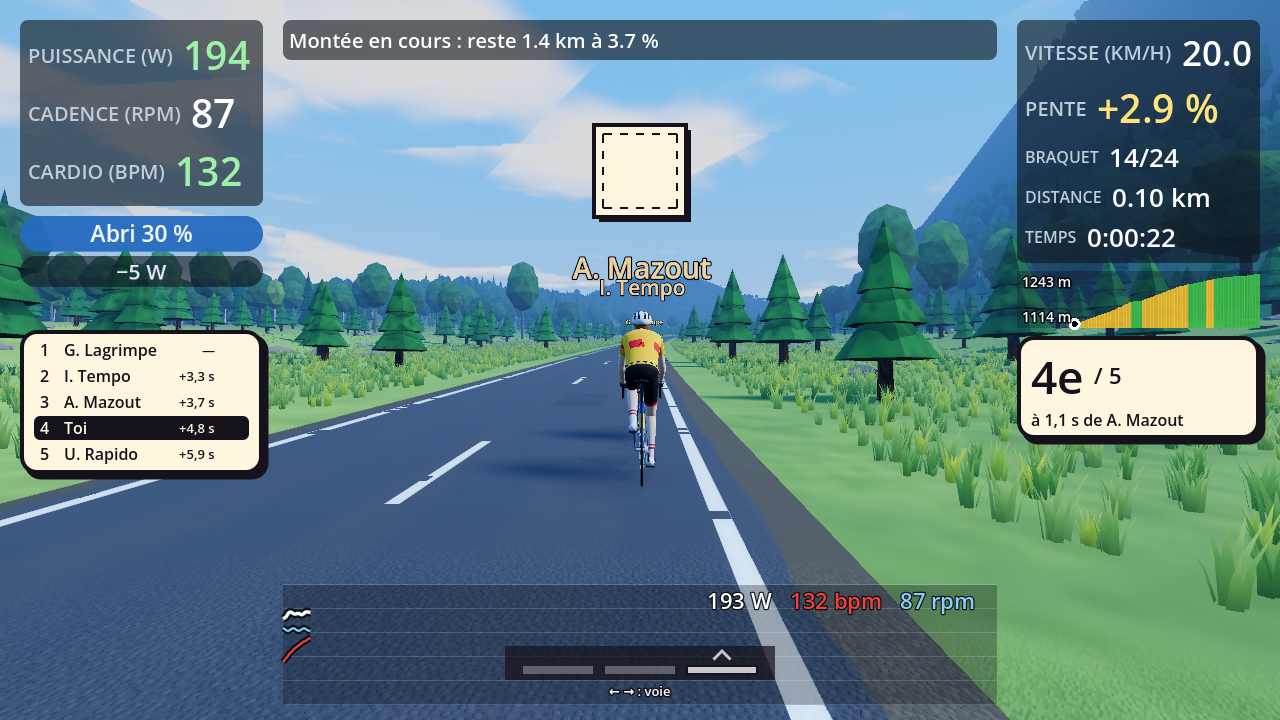 PUISSANCE (W) 194
CADENCE (RPM) 87
CARDIO (BPM) 132
Abri 30 %
−5 W
Montée en cours : reste 1.4 km à 3.7 %
VITESSE (KM/H) 20.0
PENTE +2.9 %
BRAQUET 14/24
DISTANCE 0.10 km
TEMPS 0:00:22
1243 m
1114 m
A. Mazout
I. Tempo
1 G. Lagrimpe —
2 I. Tempo +3,3 s
3 A. Mazout +3,7 s
4 Toi +4,8 s
5 U. Rapido +5,9 s
4e / 5
à 1,1 s de A. Mazout
193 W 132 bpm 87 rpm
← → : voie